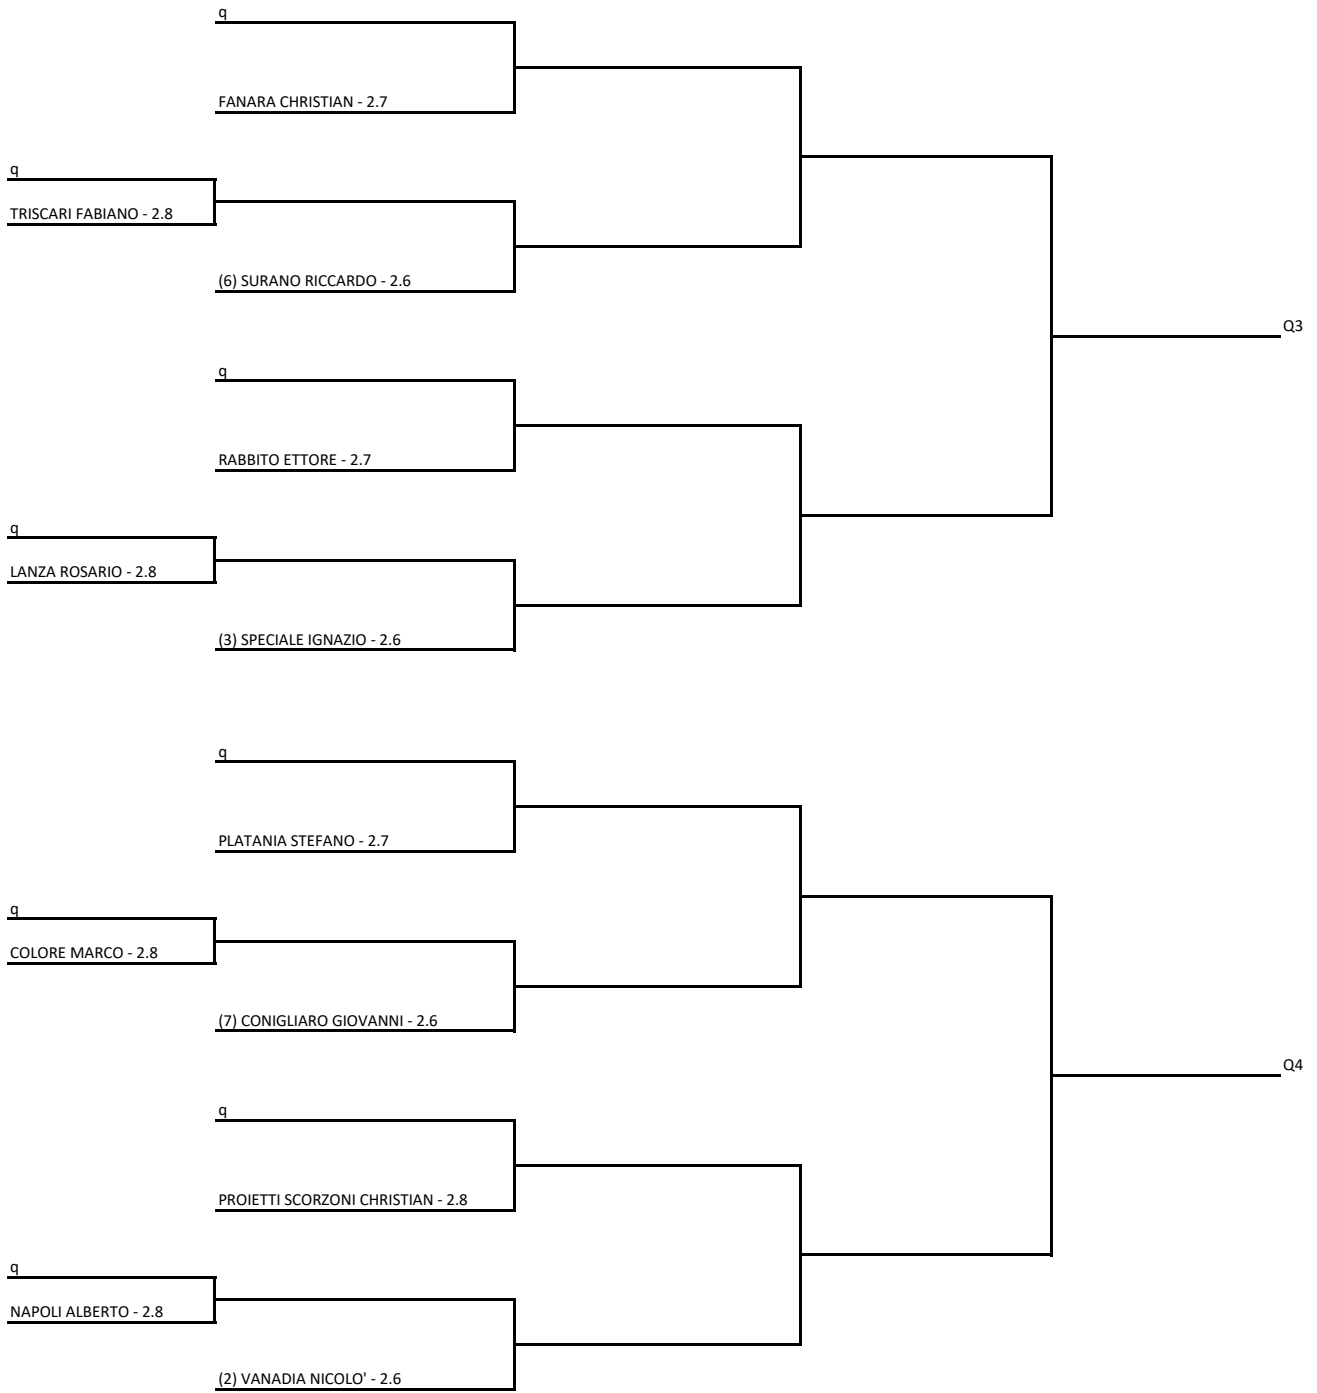 q
FANARA CHRISTIAN - 2.7
q
TRISCARI FABIANO - 2.8
(6) SURANO RICCARDO - 2.6
Q3
q
RABBITO ETTORE - 2.7
q
LANZA ROSARIO - 2.8
(3) SPECIALE IGNAZIO - 2.6
q
PLATANIA STEFANO - 2.7
q
COLORE MARCO - 2.8
(7) CONIGLIARO GIOVANNI - 2.6
Q4
q
PROIETTI SCORZONI CHRISTIAN - 2.8
q
NAPOLI ALBERTO - 2.8
(2) VANADIA NICOLO' - 2.6